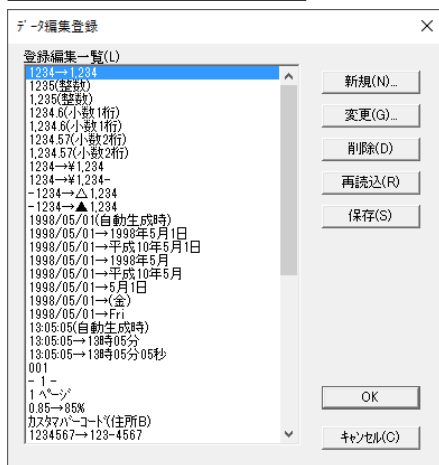 データ編集登録
登録編集一覧(L)
1234→1,234
1235(整数)
1,235(整数)
1234.6(小数1桁)
1,234.6(小数1桁)
1234.57(小数2桁)
1,234.57(小数2桁)
1234→¥1,234
1234→¥1,234-
-1234→△1,234
-1234→▲1,234
1998/05/01(自動生成時)
1998/05/01→1998年5月1日
1998/05/01→平成10年5月1日
1998/05/01→1998年5月
1998/05/01→平成10年5月
1998/05/01→5月1日
1998/05/01→(金)
1998/05/01→Fri
13:05:05(自動生成時)
13:05:05→13時05分
13:05:05→13時05分05秒
001
- 1 -
1 ページ
0.85→85%
カスタマバーコード(住所B)
1234567→123-4567
新規(N)...
変更(G)...
削除(D)
再読込(R)
保存(S)
OK
キャンセル(C)